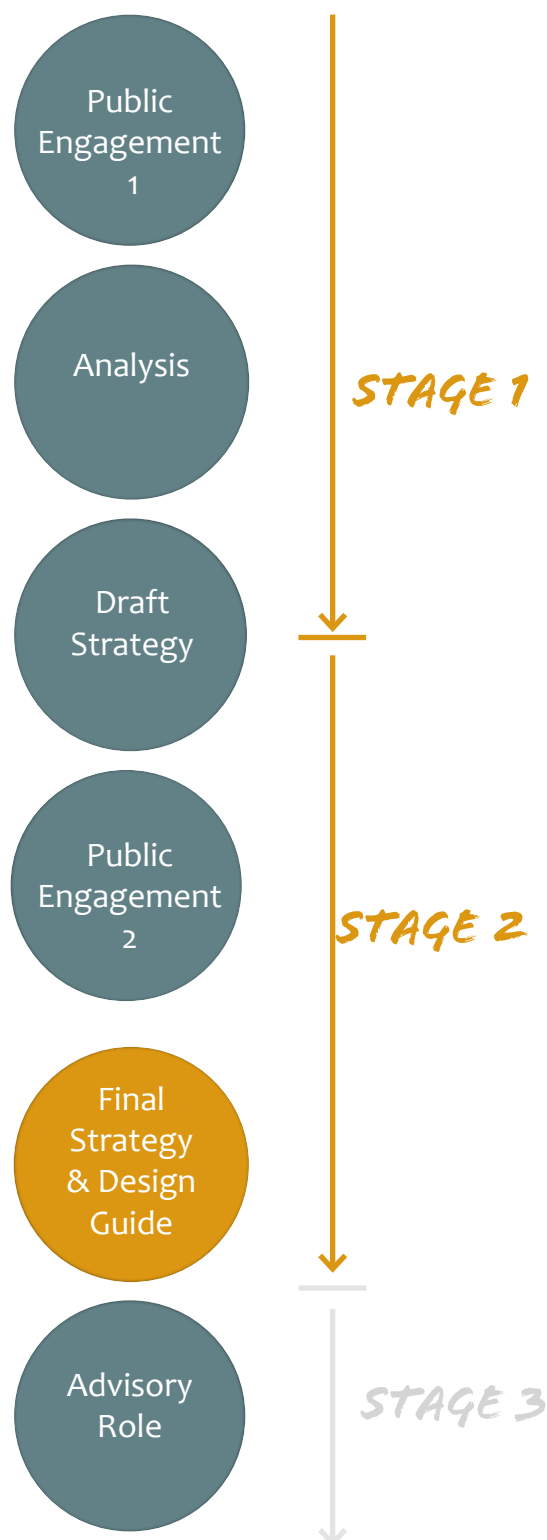 Public
Engagement
1
Analysis
STAGE 1
Draft
Strategy
Public
Engagement
2
STAGE 2
Final
Strategy
& Design
Guide
Advisory
Role
STAGE 3